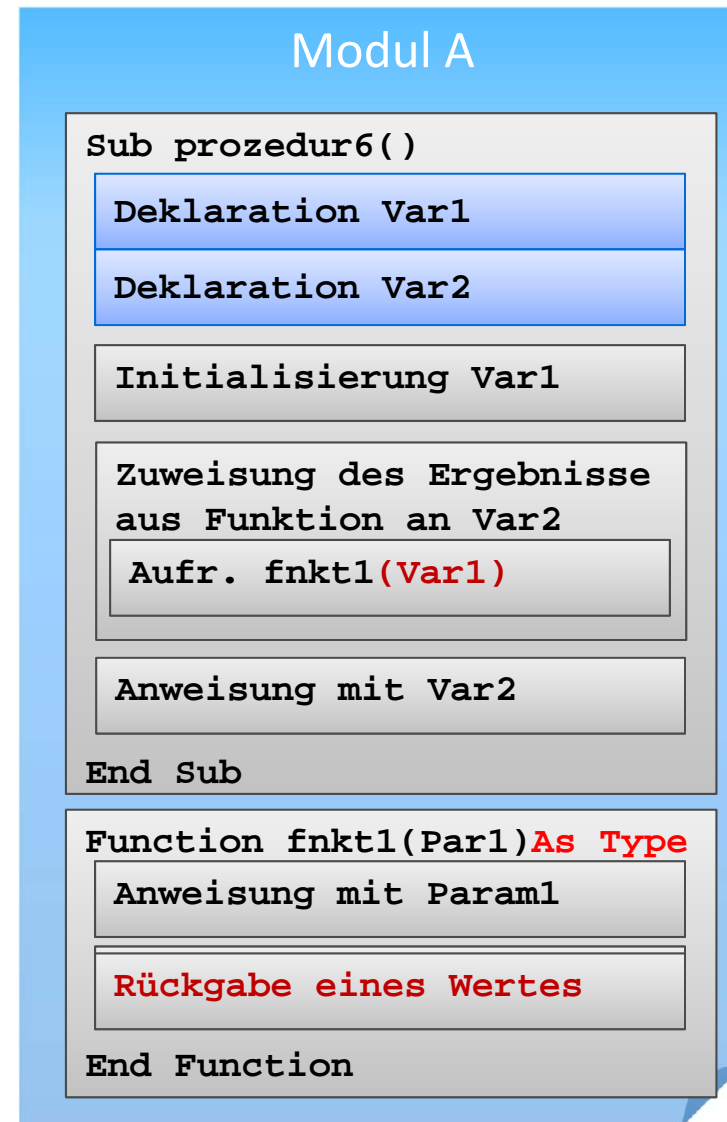 Modul A
Sub prozedur6()
Deklaration Var1
Deklaration Var2
Initialisierung Var1
Zuweisung des Ergebnisse
aus Funktion an Var2
Aufr. fnkt1(Var1)
Anweisung mit Var2
End Sub
Function fnkt1(Par1)As Type
Anweisung mit Param1
Rückgabe eines Wertes
End Function